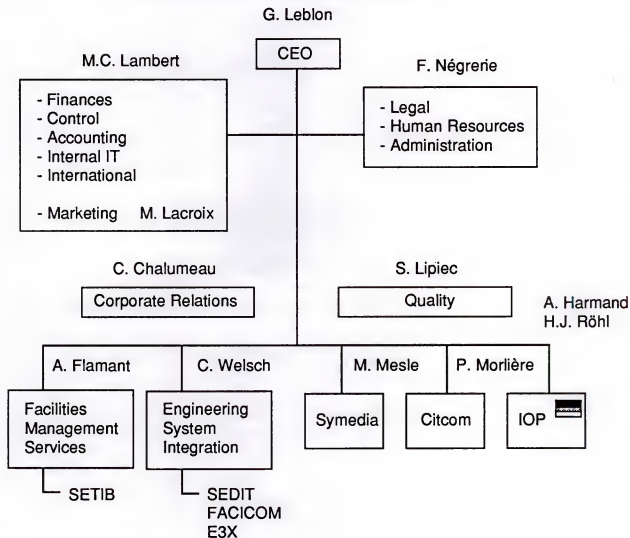 G. Leblon
CEO
M.C. Lambert
- Finances
- Control
- Accounting
- Internal IT
- International
- Marketing M. Lacroix
F. Négrerie
- Legal
- Human Resources
- Administration
C. Chalumeau
Corporate Relations
S. Lipiec
Quality
A. Harmand
H.J. Röhl
A. Flamant
Facilities
Management
Services
SETIB
C. Welsch
Engineering
System
Integration
SEDIT
FACICOM
E3X
M. Mesle
Symedia
P. Morlière
Citcom
IOP